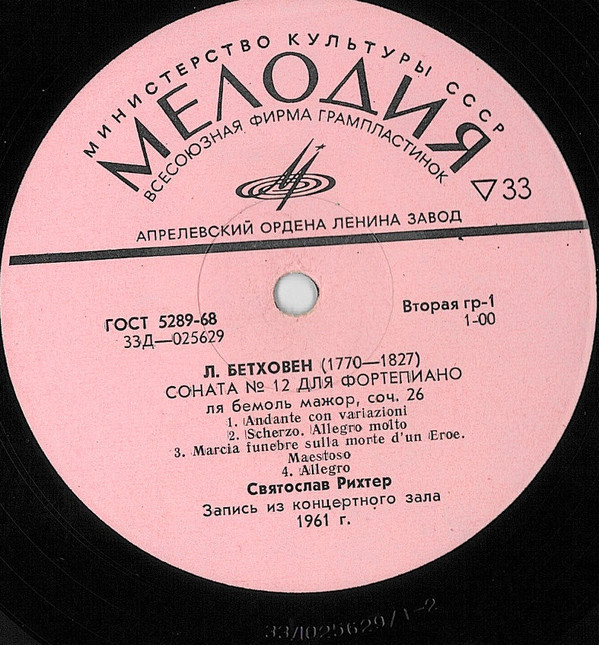 МИНИСТЕРСТВО КУЛЬТУРЫ СССР
МЕЛОДИЯ
ВСЕСОЮЗНАЯ ФИРМА ГРАМПЛАСТИНОК
▽33
АПРЕЛЕВСКИЙ ОРДЕНА ЛЕНИНА ЗАВОД
ГОСТ 5289-68
33Д—025629
Вторая гр-1
1-00
Л. БЕТХОВЕН (1770—1827)
СОНАТА № 12 ДЛЯ ФОРТЕПИАНО
ля бемоль мажор, соч. 26
1. Andante con variazioni
2. Scherzo. Allegro molto
3. Marcia funebre sulla morte d'un Eroe.
Maestoso
4. Allegro
Святослав Рихтер
Запись из концертного зала
1961 г.
33Д025629/1-2